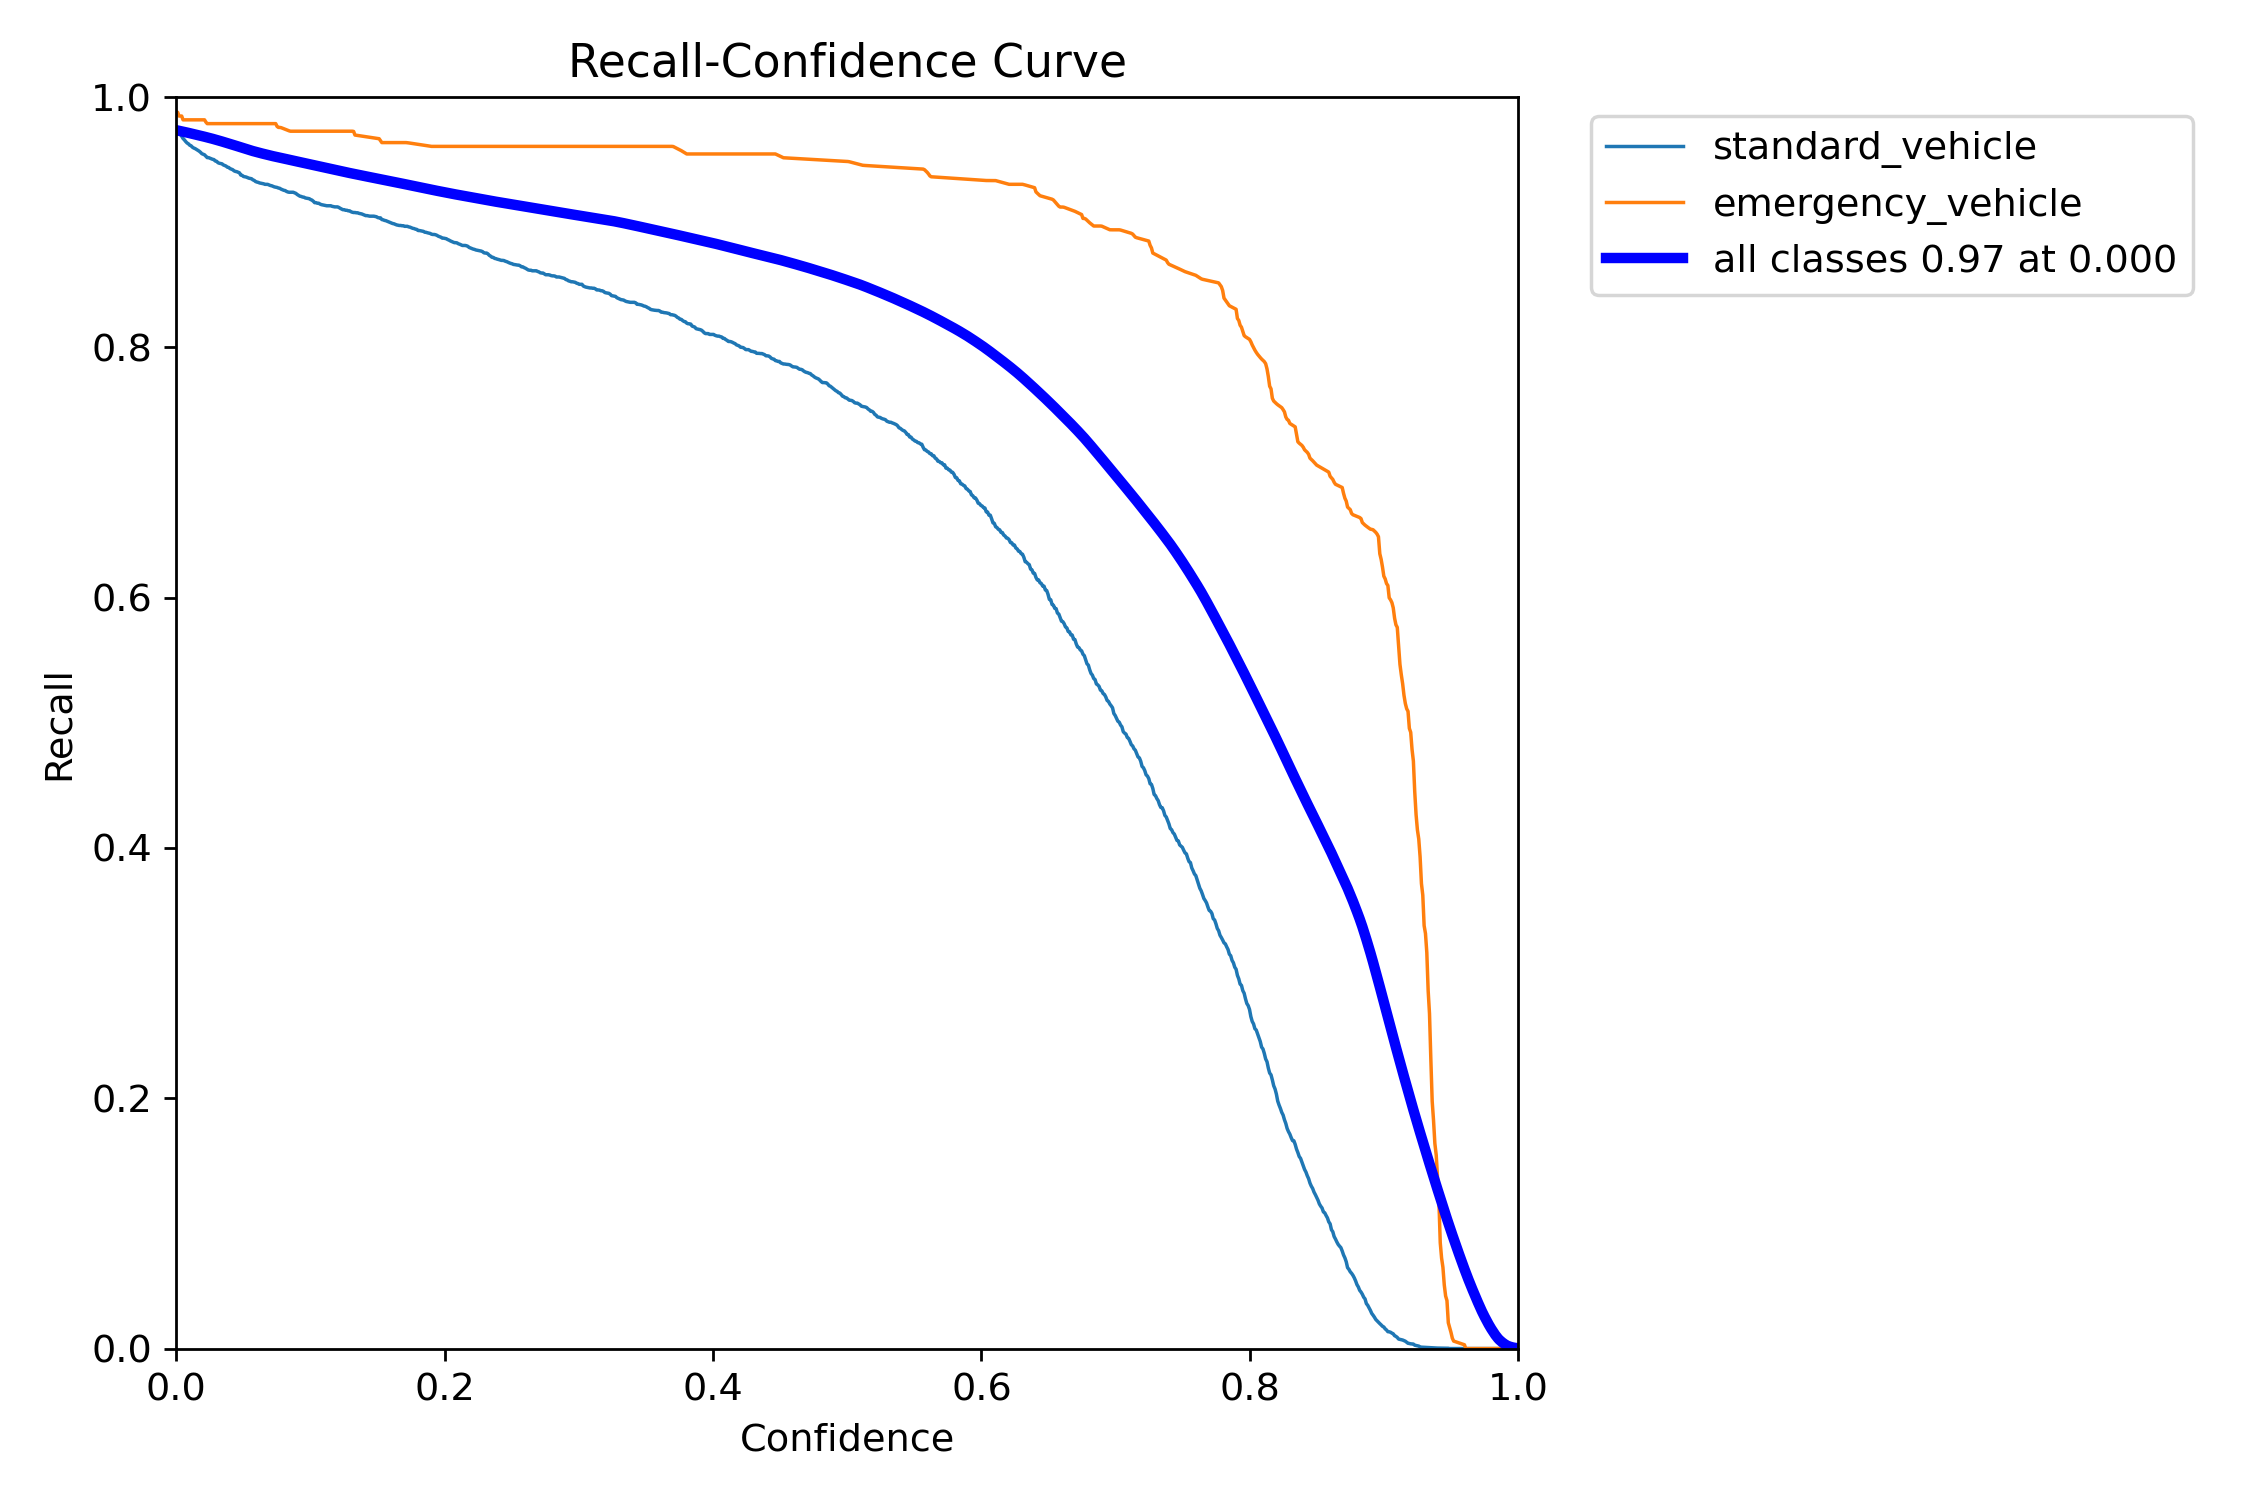 Recall-Confidence Curve
1.0
0.8
0.6
0.4
0.2
0.0
Recall
0.0 0.2 0.4 0.6 0.8 1.0
Confidence
standard_vehicle
emergency_vehicle
all classes 0.97 at 0.000